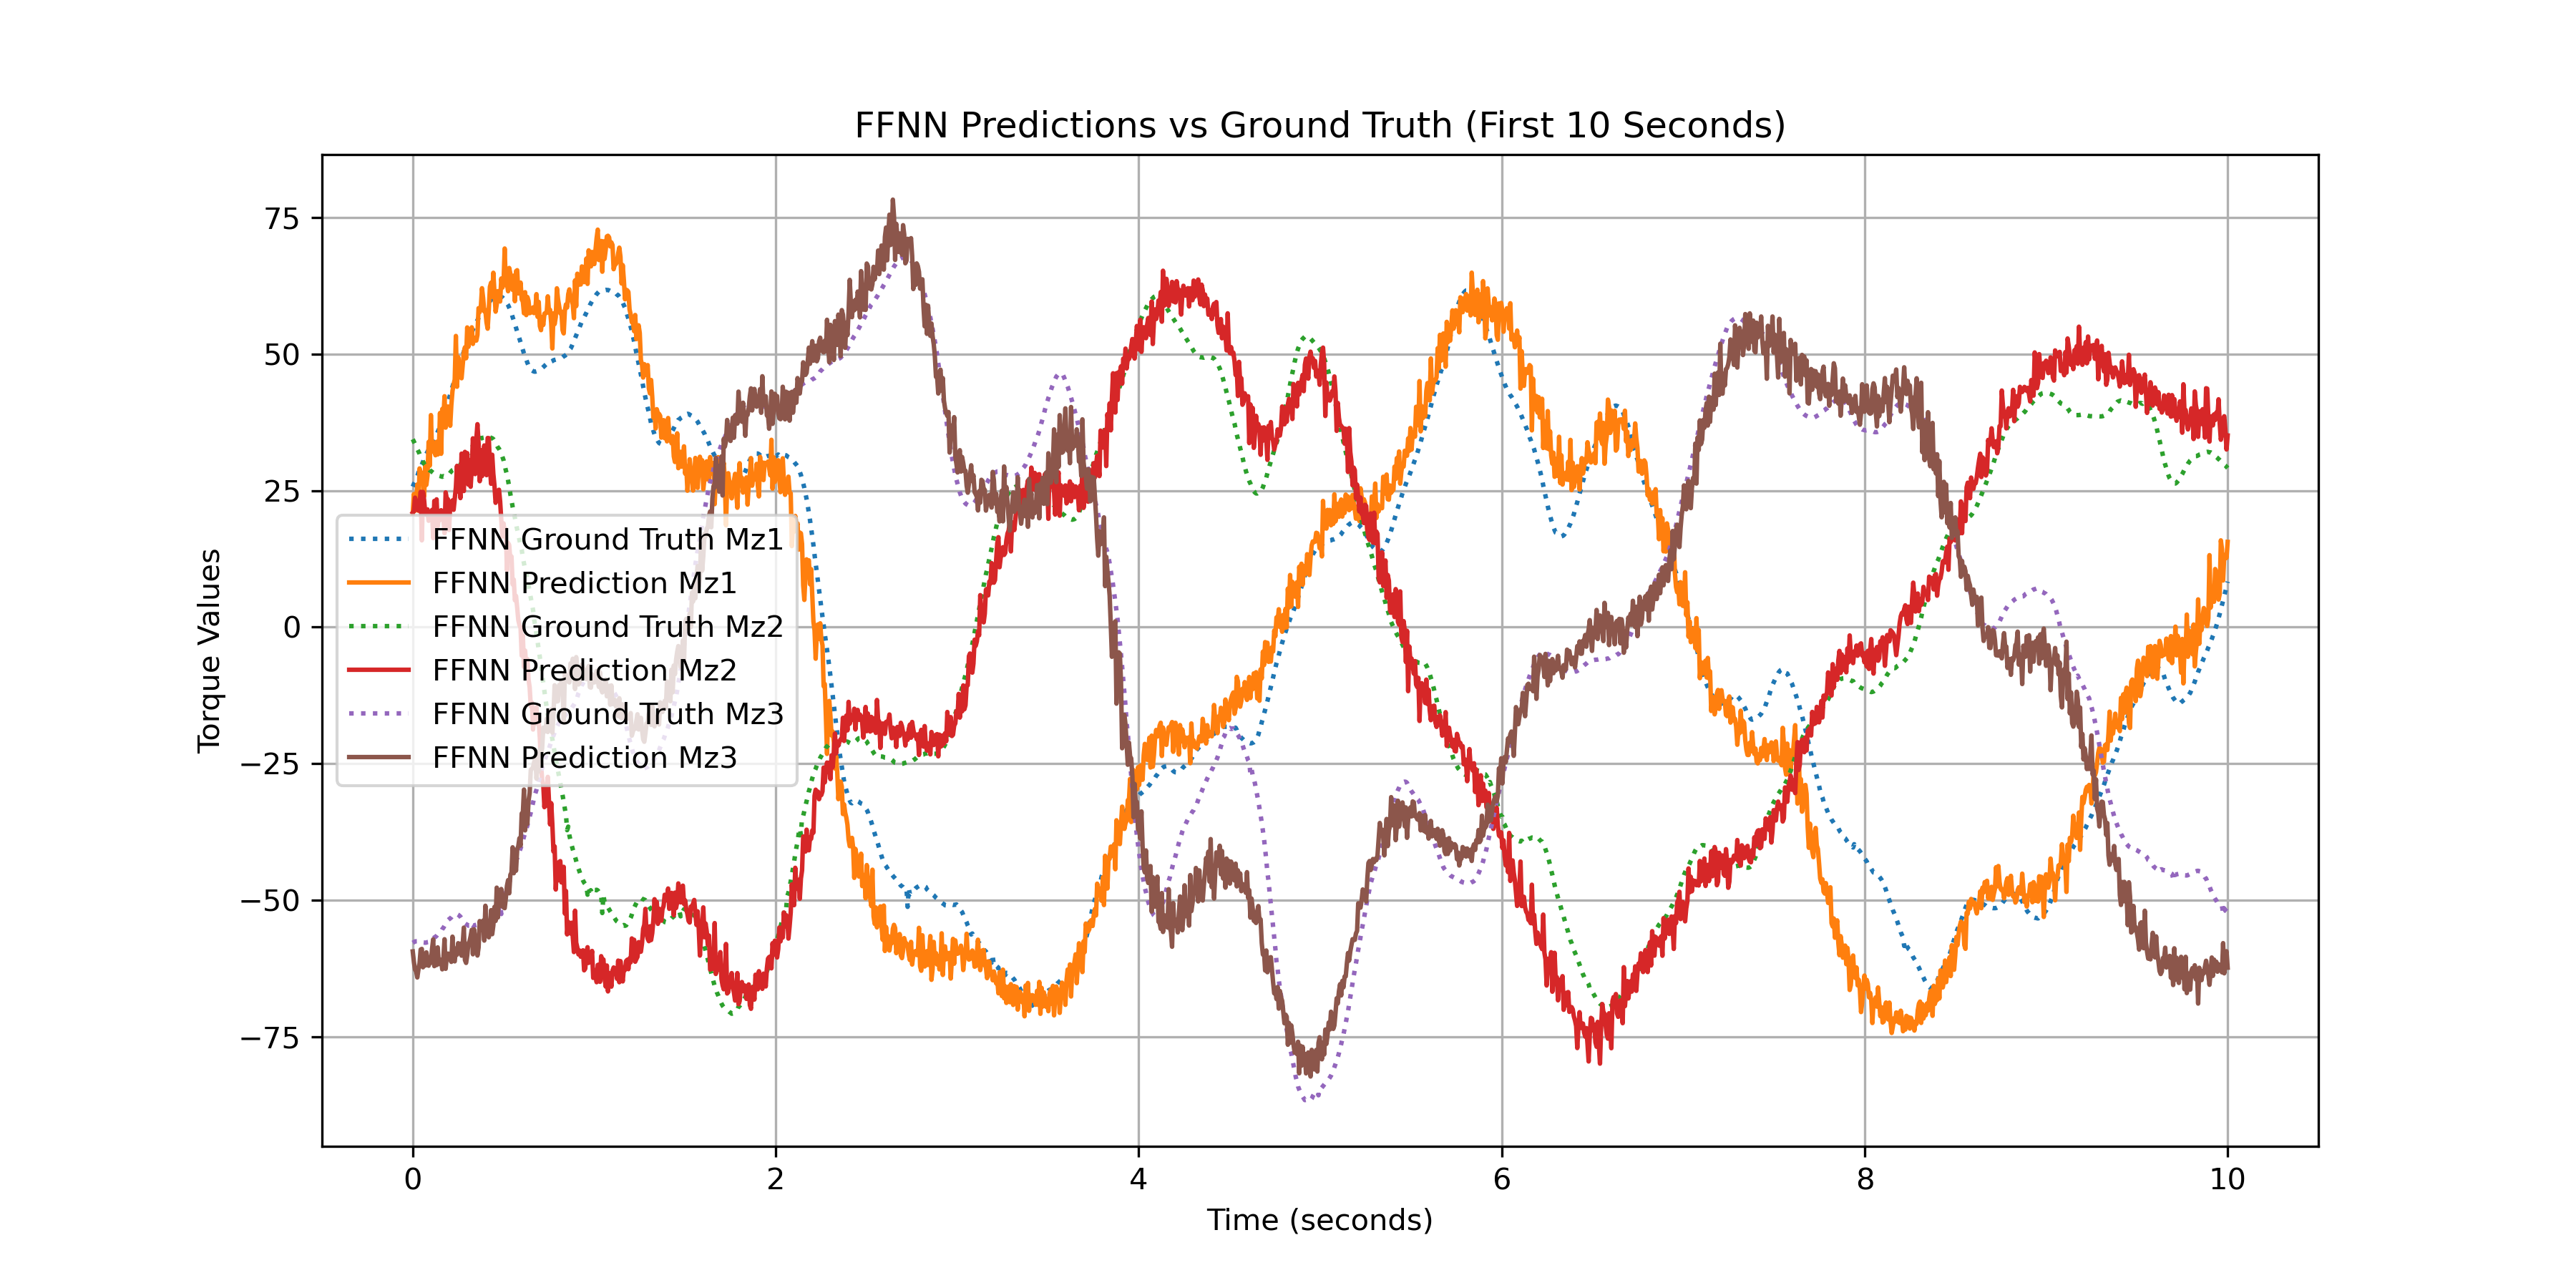 FFNN Predictions vs Ground Truth (First 10 Seconds)
75
50
25
0
−25
−50
−75
Torque Values
FFNN Ground Truth Mz1
FFNN Prediction Mz1
FFNN Ground Truth Mz2
FFNN Prediction Mz2
FFNN Ground Truth Mz3
FFNN Prediction Mz3
0 2 4 6 8 10
Time (seconds)